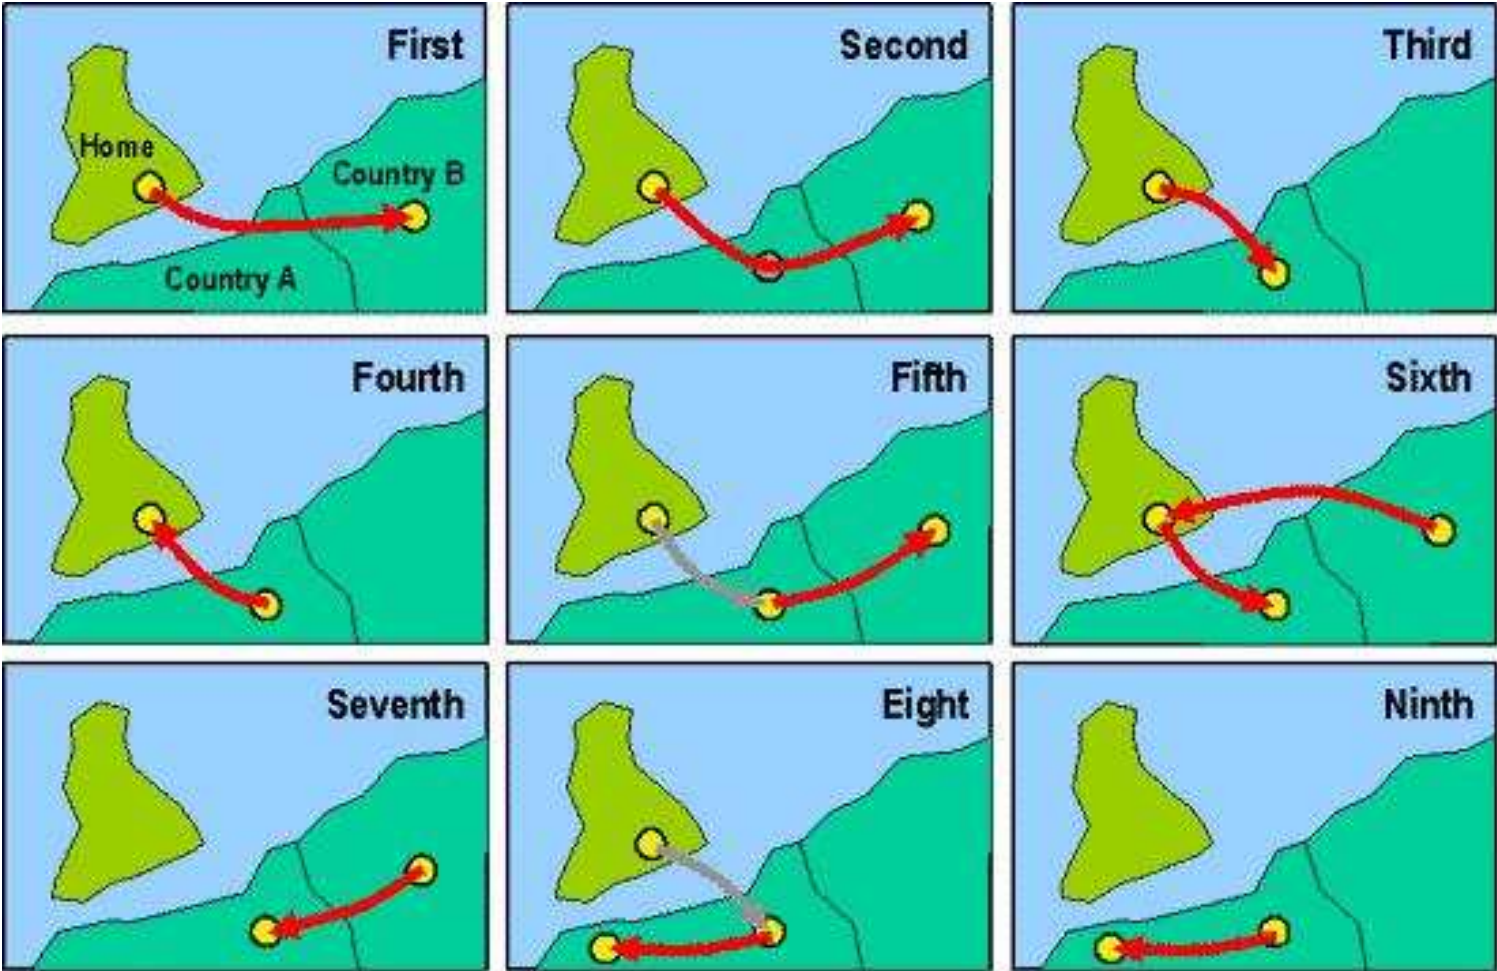 First
Home
Country B
Country A
Second
Third
Fourth
Fifth
Sixth
Seventh
Eight
Ninth